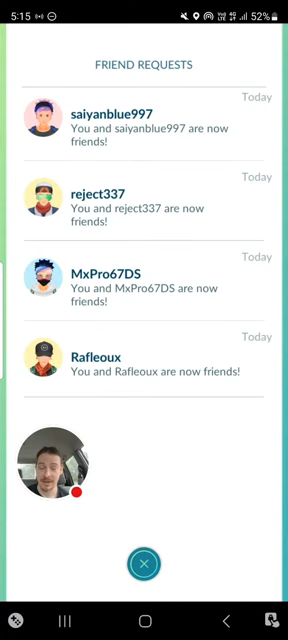 5:15
52%
FRIEND REQUESTS
Today
saiyanblue997
You and saiyanblue997 are now
friends!
Today
reject337
You and reject337 are now
friends!
Today
MxPro67DS
You and MxPro67DS are now
friends!
Today
Rafleoux
You and Rafleoux are now friends!